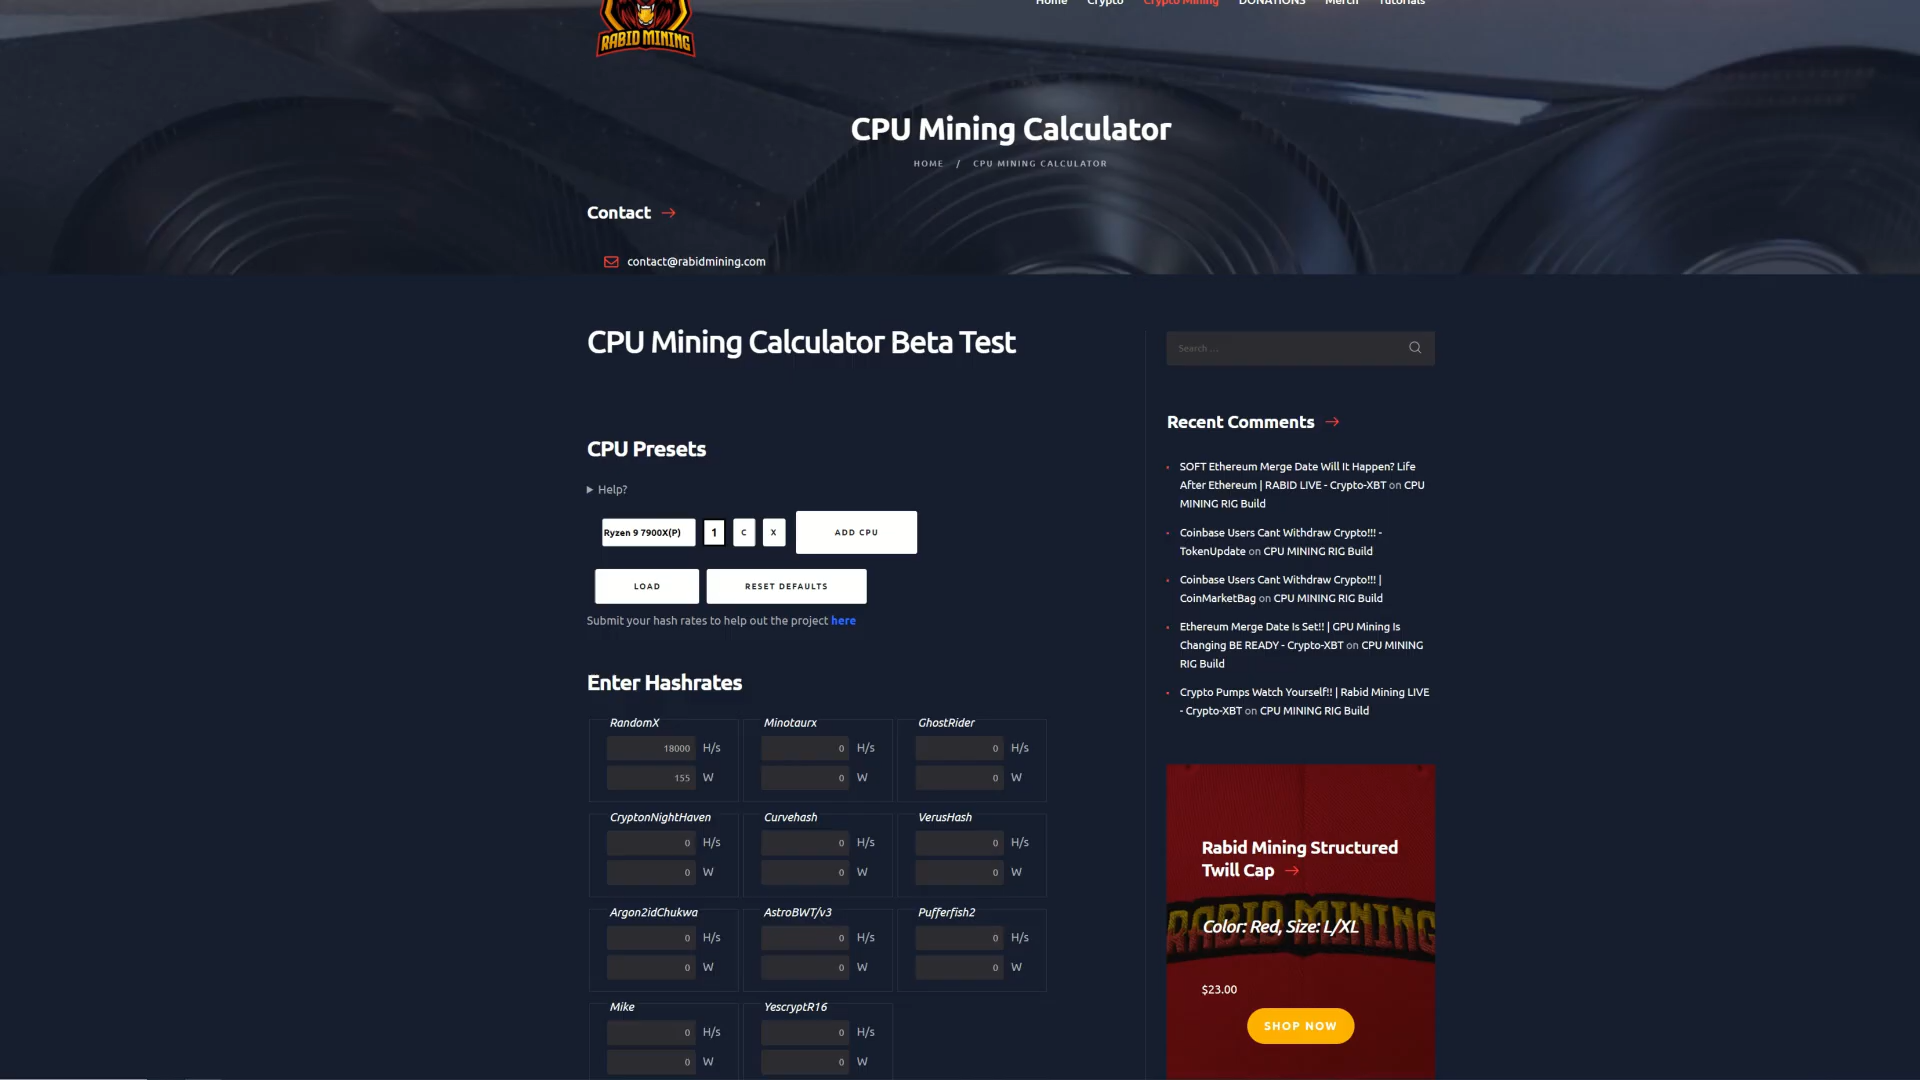 Home Crypto Crypto Mining DONATIONS Merch Tutorials
RABID MINING
CPU Mining Calculator
HOME / CPU MINING CALCULATOR
Contact
contact@rabidmining.com
CPU Mining Calculator Beta Test
CPU Presets
Help?
Ryzen 9 7900X(P) 1 C X ADD CPU
LOAD RESET DEFAULTS
Submit your hash rates to help out the project here
Enter Hashrates
RandomX Minotaurx GhostRider
18000 H/s 0 H/s 0 H/s
155 W 0 W 0 W
CryptonNightHaven Curvehash VerusHash
0 H/s 0 H/s 0 H/s
0 W 0 W 0 W
Argon2idChukwa AstroBWT/v3 Pufferfish2
0 H/s 0 H/s 0 H/s
0 W 0 W 0 W
Mike YescryptR16
0 H/s 0 H/s
0 W 0 W
Search ...
Recent Comments
SOFT Ethereum Merge Date Will It Happen? Life
After Ethereum | RABID LIVE - Crypto-XBT on CPU
MINING RIG Build
Coinbase Users Cant Withdraw Crypto!!! -
TokenUpdate on CPU MINING RIG Build
Coinbase Users Cant Withdraw Crypto!!! |
CoinMarketBag on CPU MINING RIG Build
Ethereum Merge Date Is Set!! | GPU Mining Is
Changing BE READY - Crypto-XBT on CPU MINING
RIG Build
Crypto Pumps Watch Yourself!! | Rabid Mining LIVE
- Crypto-XBT on CPU MINING RIG Build
Rabid Mining Structured
Twill Cap
RABID MINING
Color: Red, Size: L/XL
$23.00
SHOP NOW